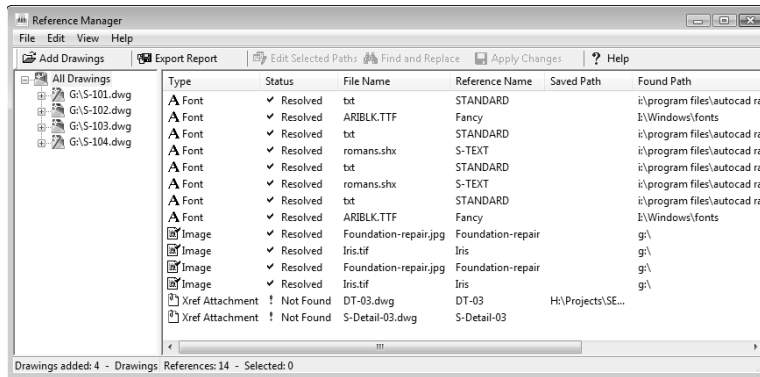 Reference Manager
File Edit View Help
Add Drawings Export Report Edit Selected Paths Find and Replace Apply Changes ? Help
All Drawings
G:\S-101.dwg
G:\S-102.dwg
G:\S-103.dwg
G:\S-104.dwg
Type Status File Name Reference Name Saved Path Found Path
A Font Resolved txt STANDARD i:\program files\autocad ra
A Font Resolved ARIBLK.TTF Fancy I:\Windows\fonts
A Font Resolved txt STANDARD i:\program files\autocad ra
A Font Resolved romans.shx S-TEXT i:\program files\autocad ra
A Font Resolved txt STANDARD i:\program files\autocad ra
A Font Resolved romans.shx S-TEXT i:\program files\autocad ra
A Font Resolved txt STANDARD i:\program files\autocad ra
A Font Resolved ARIBLK.TTF Fancy I:\Windows\fonts
Image Resolved Foundation-repair.jpg Foundation-repair g:\
Image Resolved Iris.tif Iris g:\
Image Resolved Foundation-repair.jpg Foundation-repair g:\
Image Resolved Iris.tif Iris g:\
Xref Attachment ! Not Found DT-03.dwg DT-03 H:\Projects\SE...
Xref Attachment ! Not Found S-Detail-03.dwg S-Detail-03
Drawings added: 4 - Drawings References: 14 - Selected: 0